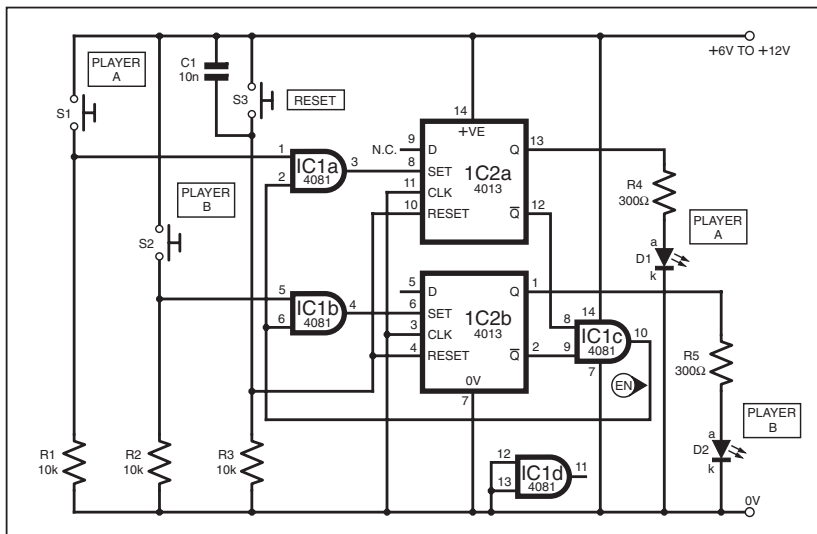 +6V TO +12V
PLAYER
A
S1
C1
10n
S3
RESET
14
+VE
N.C.
9
D
Q
13
8
SET
11
CLK
10
RESET
Q
12
1C2a
4013
1
2
IC1a
4081
3
R4
300Ω
PLAYER
A
a
D1
k
PLAYER
B
S2
5
D
Q
1
6
SET
3
CLK
4
RESET
Q
2
1C2b
4013
0V
7
5
6
IC1b
4081
4
14
8
9
IC1c
4081
10
7
EN
R5
300Ω
PLAYER
B
a
D2
k
R1
10k
R2
10k
R3
10k
12
13
IC1d
4081
11
0V